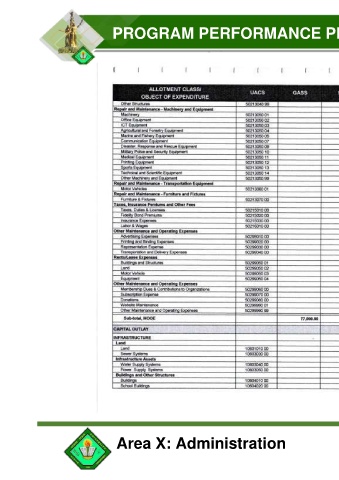 PROGRAM PERFORMANCE P
ALLOTMENT CLASS/
OBJECT OF EXPENDITURE UACS GASS
Other Structures 50213040 99
Repair and Maintenance - Machinery and Equipment
Machinery 50213050 01
Office Equipment 50213050 02
ICT Equipment 50213050 03
Agricultural and Forestry Equipment 50213050 04
Marine and Fishery Equipment 50213050 05
Communication Equipment 50213050 07
Disaster, Response and Rescue Equipment 50213050 09
Military Police and Security Equipment 50213050 10
Medical Equipment 50213050 11
Printing Equipment 50213050 12
Sports Equipment 50213050 13
Technical and Scientific Equipment 50213050 14
Other Machinery and Equipment 50213050 99
Repair and Maintenance - Transportation Equipment
Motor Vehicles 50213060 01
Repair and Maintenance - Furniture and Fixtures
Furniture & Fixtures 50213070 00
Taxes, Insurance Premiums and Other Fees
Taxes, Duties & Licenses 50215010 00
Fidelity Bond Premiums 50215020 00
Insurance Expenses 50215030 00
Labor & Wages 50216010 00
Other Maintenance and Operating Expenses
Advertising Expenses 50299010 00
Printing and Binding Expenses 50299020 00
Representation Expense 50299030 00
Transportation and Delivery Expenses 50299040 00
Rents/Lease Expenses
Buildings and Structures 50299050 01
Land 50299050 02
Motor Vehicle 50299050 03
Equipment 50299050 04
Other Maintenance and Operating Expenses
Membership Dues & Contributions to Organizations 50299060 00
Subscription Expense 50299070 00
Donations 50299080 00
Website Maintenance 50299990 01
Other Maintenance and Operating Expenses 50299990 99
Sub-total, MOOE 77,000.00
CAPITAL OUTLAY
INFRASTRUCTURE
Land
Land 10601010 00
Sewer Systems 10603030 00
Infrastructure Assets
Water Supply Systems 10603040 00
Power Supply Systems 10603050 00
Buildings and Other Structures
Buildings 10604010 00
School Buildings 10604020 00
Area X: Administration